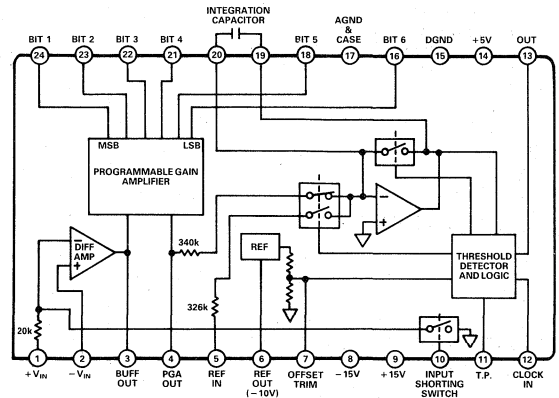 INTEGRATION
CAPACITOR
BIT 1
BIT 2
BIT 3
BIT 4
BIT 5
AGND
&
CASE
BIT 6
DGND
+5V
OUT
24
23
22
21
20
19
18
17
16
15
14
13
MSB
LSB
PROGRAMMABLE GAIN
AMPLIFIER
−
+
DIFF
AMP
340k
326k
20k
REF
−
+
THRESHOLD
DETECTOR
AND LOGIC
1
2
3
4
5
6
7
8
9
10
11
12
+VIN
−VIN
BUFF
OUT
PGA
OUT
REF
IN
REF
OUT
(−10V)
OFFSET
TRIM
−15V
+15V
INPUT
SHORTING
SWITCH
T.P.
CLOCK
IN